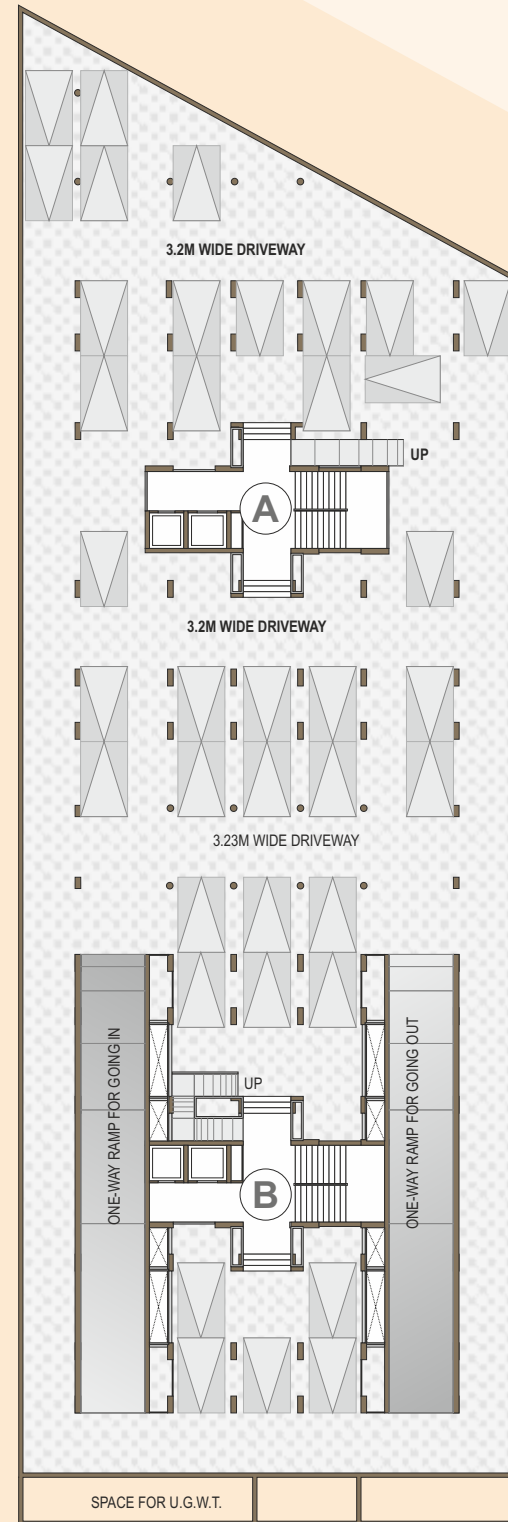 3.2M WIDE DRIVEWAY
UP
A
3.2M WIDE DRIVEWAY
3.23M WIDE DRIVEWAY
ONE-WAY RAMP FOR GOING IN
ONE-WAY RAMP FOR GOING OUT
UP
B
SPACE FOR U.G.W.T.